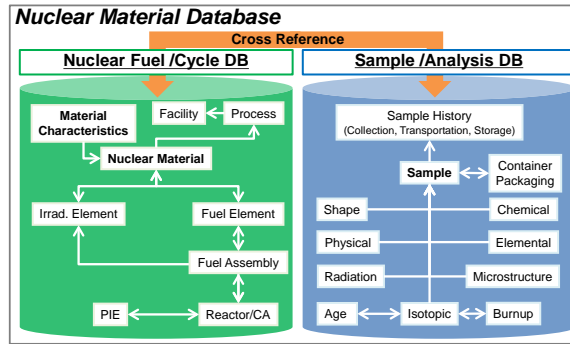 Nuclear Material Database
Cross Reference
Nuclear Fuel /Cycle DB
Sample /Analysis DB
Material
Characteristics
Facility
Process
Nuclear Material
Irrad. Element
Fuel Element
Fuel Assembly
PIE
Reactor/CA
Sample History
(Collection, Transportation, Storage)
Sample
Container
Packaging
Shape
Chemical
Physical
Elemental
Radiation
Microstructure
Age
Isotopic
Burnup